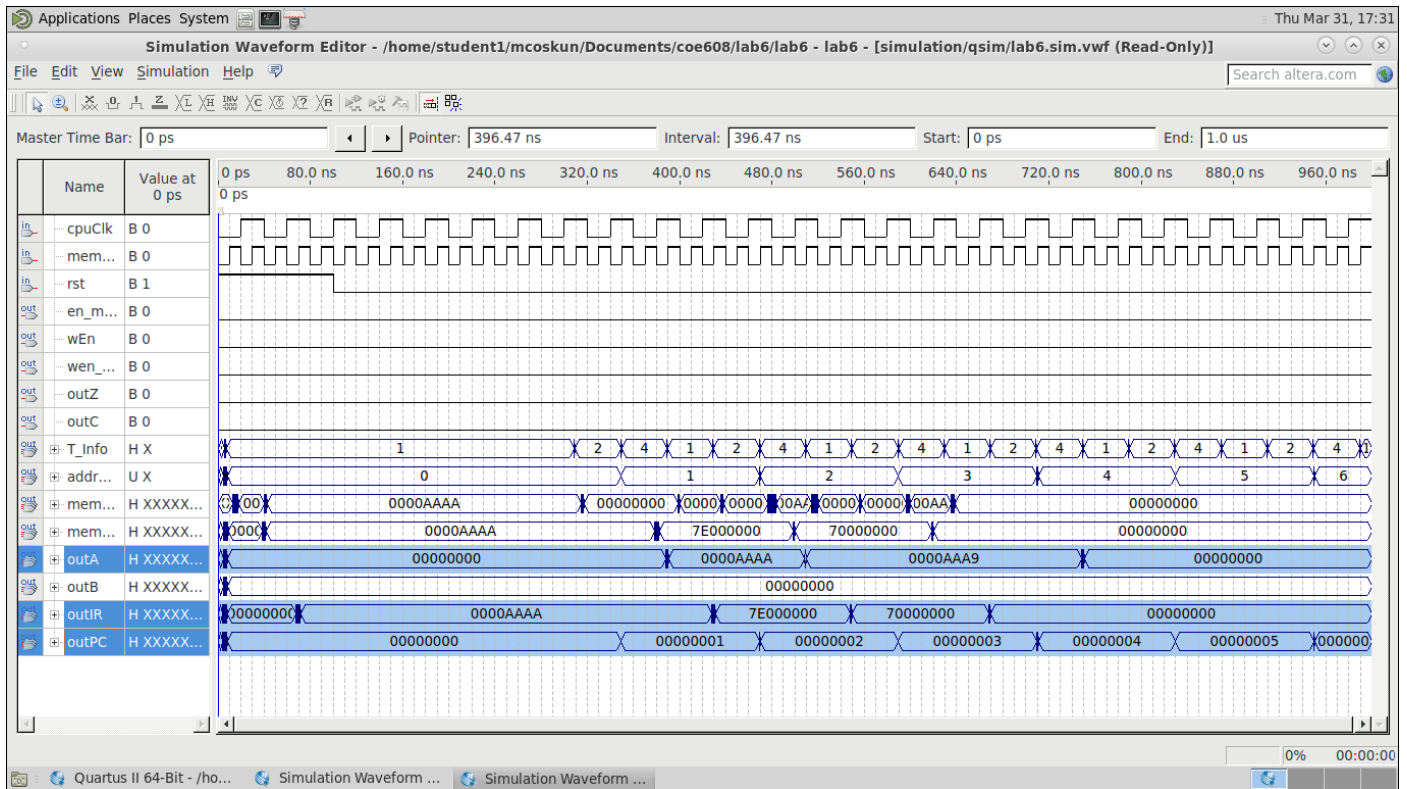 Applications Places System Thu Mar 31, 17:31
Simulation Waveform Editor - /home/student1/mcoskun/Documents/coe608/lab6/lab6 - lab6 - [simulation/qsim/lab6.sim.vwf (Read-Only)]
File Edit View Simulation Help Search altera.com
Master Time Bar: 0 ps Pointer: 396.47 ns Interval: 396.47 ns Start: 0 ps End: 1.0 us
Name Value at 0 ps 0 ps 80.0 ns 160.0 ns 240.0 ns 320.0 ns 400.0 ns 480.0 ns 560.0 ns 640.0 ns 720.0 ns 800.0 ns 880.0 ns 960.0 ns
0 ps
cpuClk B 0
mem... B 0
rst B 1
en_m... B 0
wEn B 0
wen_... B 0
outZ B 0
outC B 0
T_Info H X 1 2 4 1 2 4 1 2 4 1 2 4 1 2 4 1 2 4 1
addr... U X 0 1 2 3 4 5 6
mem... H XXXXX... 00 0000AAAA 00000000 0000 0000 00AA 0000 0000 00AA 00000000
mem... H XXXXX... 0000 0000AAAA 7E000000 70000000 00000000
outA H XXXXX... 00000000 0000AAAA 0000AAA9 00000000
outB H XXXXX... 00000000
outIR H XXXXX... 00000000 0000AAAA 7E000000 70000000 00000000
outPC H XXXXX... 00000000 00000001 00000002 00000003 00000004 00000005 000000
0% 00:00:00
Quartus II 64-Bit - /ho... Simulation Waveform ... Simulation Waveform ...